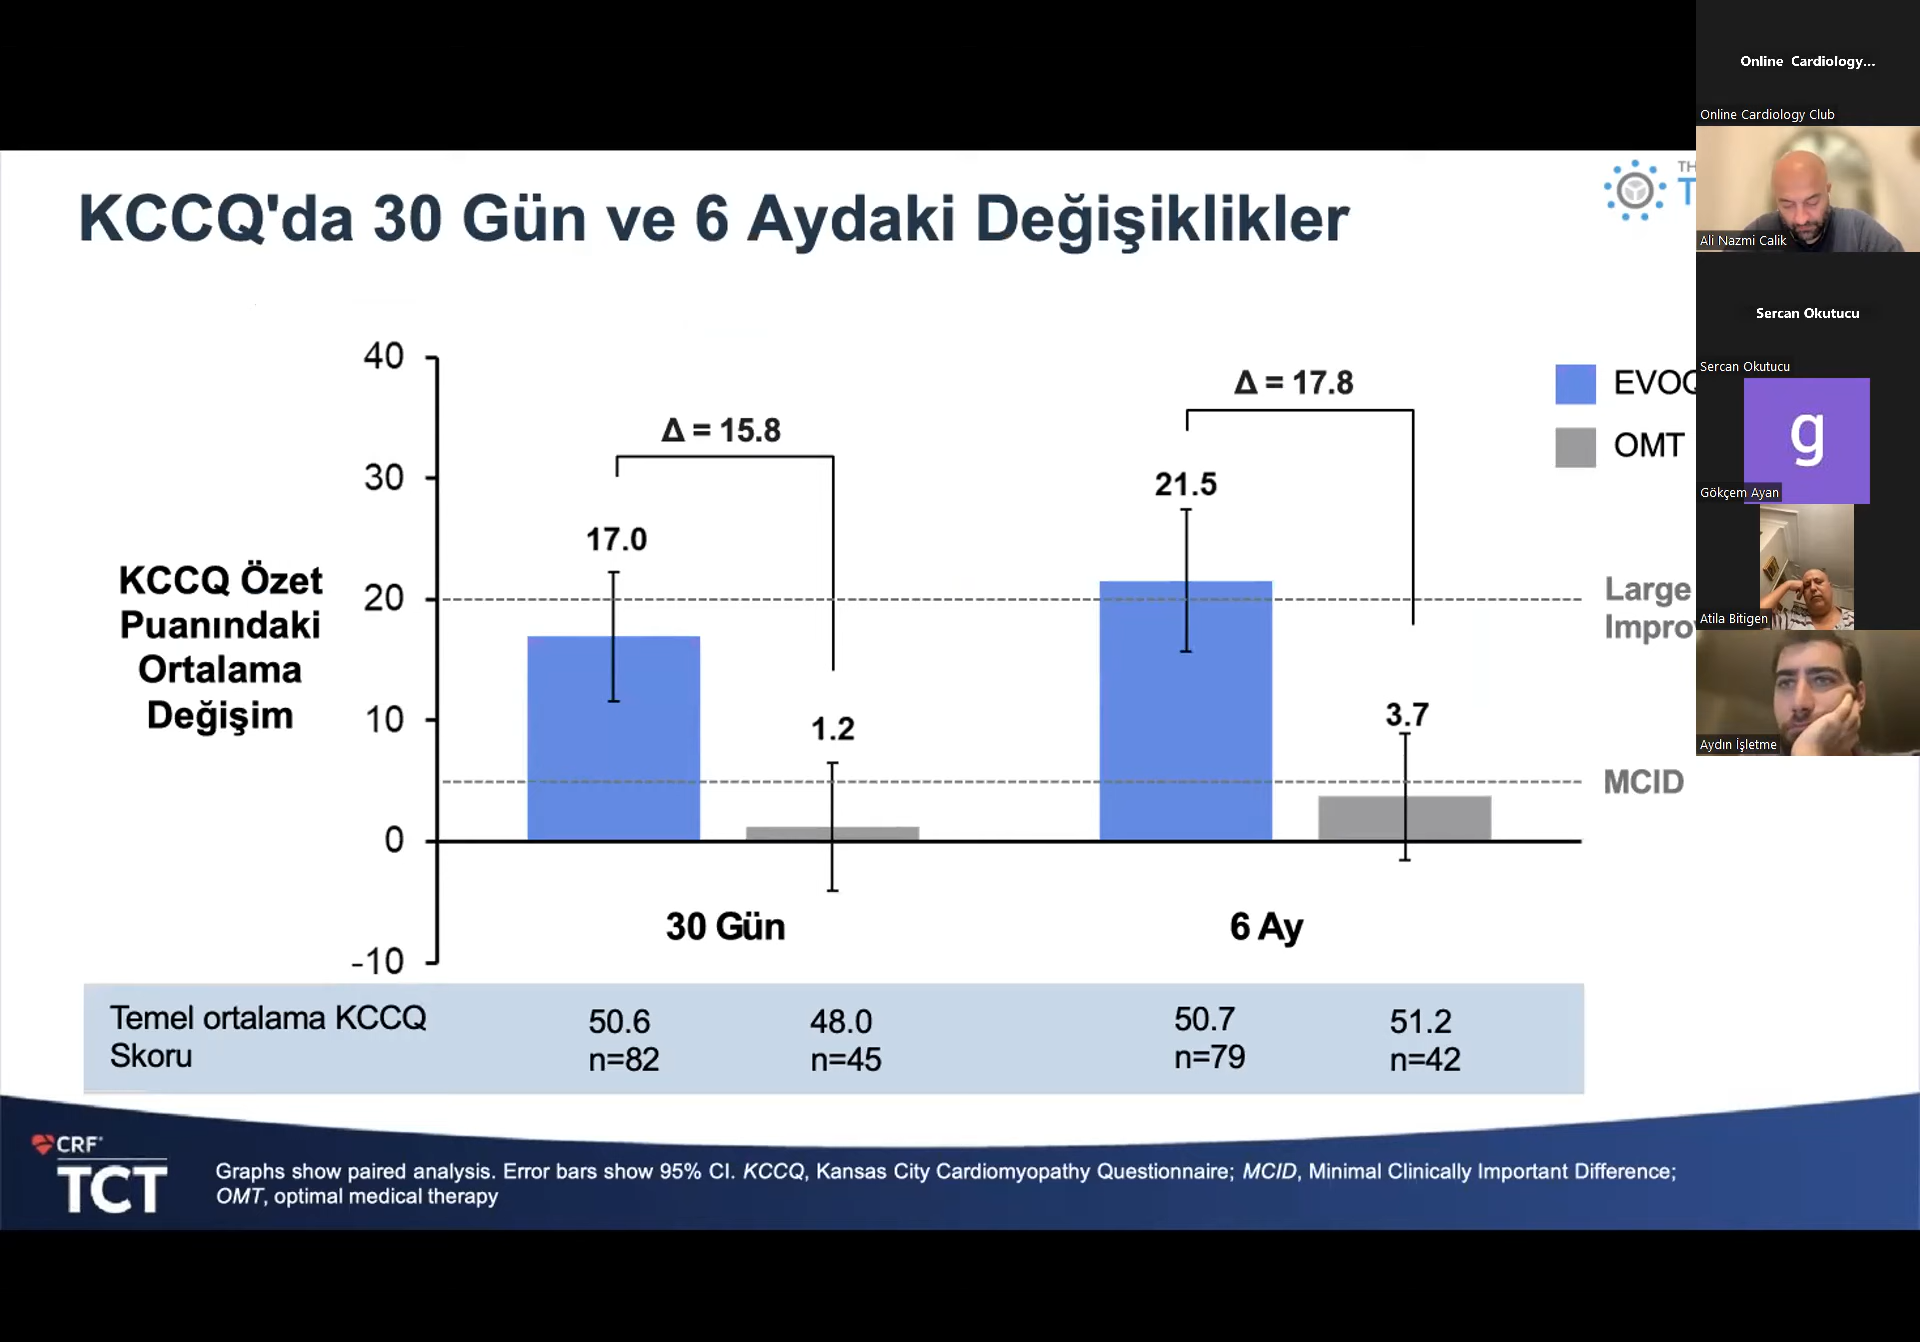 KCCQ'da 30 Gün ve 6 Aydaki Değişiklikler
TH
T
40
30
20
10
0
-10
KCCQ Özet
Puanındaki
Ortalama
Değişim
Δ = 15.8
17.0
1.2
Δ = 17.8
21.5
3.7
EVOQ
OMT
Large
Impro
MCID
30 Gün
6 Ay
Temel ortalama KCCQ
Skoru
50.6
n=82
48.0
n=45
50.7
n=79
51.2
n=42
CRF
TCT
Graphs show paired analysis. Error bars show 95% CI. KCCQ, Kansas City Cardiomyopathy Questionnaire; MCID, Minimal Clinically Important Difference;
OMT, optimal medical therapy
Online Cardiology...
Online Cardiology Club
Ali Nazmi Calik
Sercan Okutucu
Sercan Okutucu
g
Gökçem Ayan
Atila Bitigen
Aydın İşletme